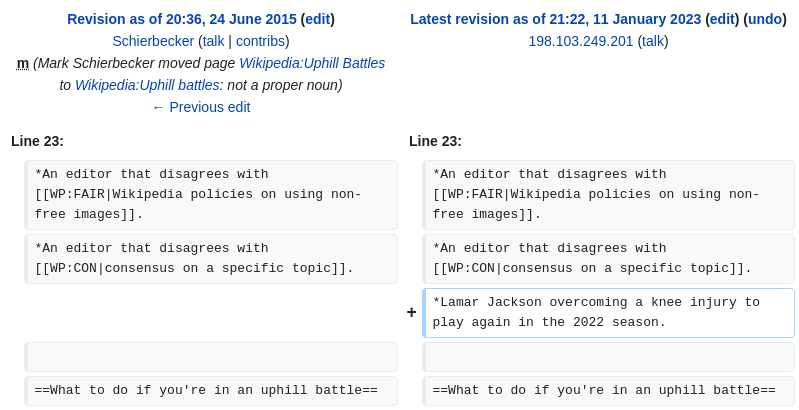 Revision as of 20:36, 24 June 2015 (edit)
Schierbecker (talk | contribs)
m (Mark Schierbecker moved page Wikipedia:Uphill Battles
to Wikipedia:Uphill battles: not a proper noun)
← Previous edit
Latest revision as of 21:22, 11 January 2023 (edit) (undo)
198.103.249.201 (talk)
Line 23:
Line 23:
*An editor that disagrees with
[[WP:FAIR|Wikipedia policies on using non-
free images]].
*An editor that disagrees with
[[WP:FAIR|Wikipedia policies on using non-
free images]].
*An editor that disagrees with
[[WP:CON|consensus on a specific topic]].
*An editor that disagrees with
[[WP:CON|consensus on a specific topic]].
+
*Lamar Jackson overcoming a knee injury to
play again in the 2022 season.
==What to do if you're in an uphill battle==
==What to do if you're in an uphill battle==